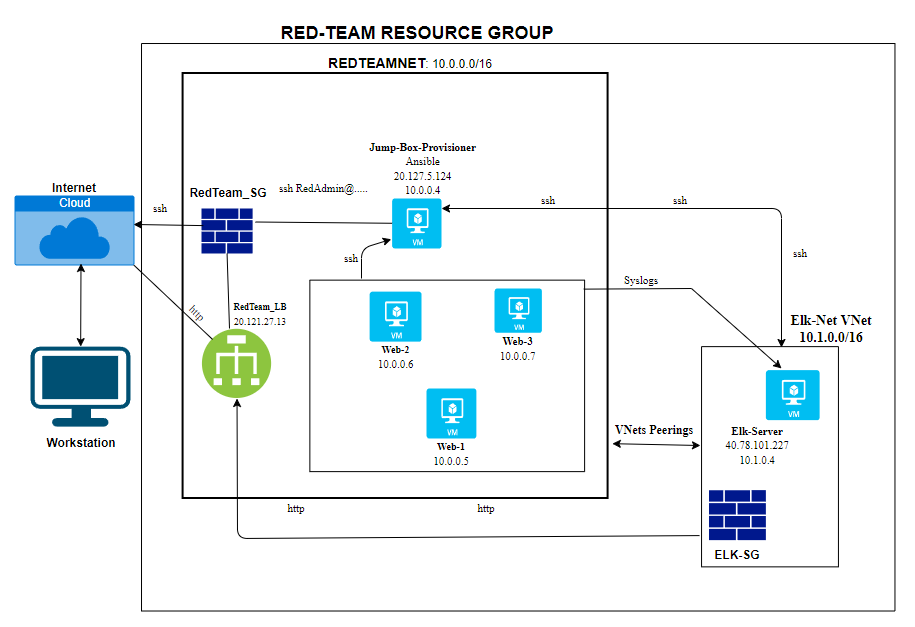 RED-TEAM RESOURCE GROUP
REDTEAMNET: 10.0.0.0/16
Jump-Box-Provisioner
Ansible
20.127.5.124
10.0.0.4
VM
Internet
Cloud
ssh
RedTeam_SG
ssh RedAdmin@.....
ssh
ssh
ssh
ssh
http
RedTeam_LB
20.121.27.13
Syslogs
VM
Web-2
10.0.0.6
VM
Web-3
10.0.0.7
VM
Web-1
10.0.0.5
Elk-Net VNet
10.1.0.0/16
VM
Elk-Server
40.78.101.227
10.1.0.4
VNets Peerings
Workstation
http
http
ELK-SG